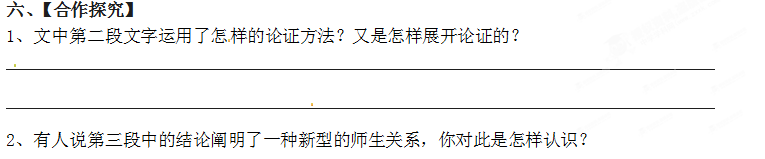 六、【合作探究】
1、文中第二段文字运用了怎样的论证方法？又是怎样展开论证的？
2、有人说第三段中的结论阐明了一种新型的师生关系，你对此是怎样认识？